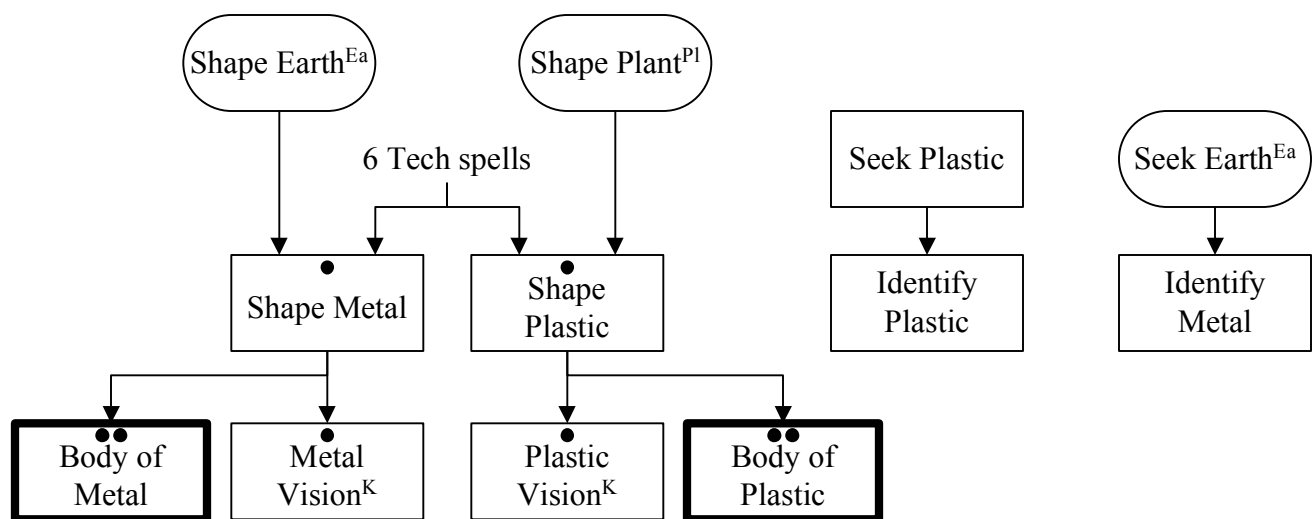 Shape Earth^Ea
Shape Plant^Pl
6 Tech spells
Seek Plastic
Seek Earth^Ea
Shape Metal
Shape
Plastic
Identify
Plastic
Identify
Metal
Body of
Metal
Metal
Vision^K
Plastic
Vision^K
Body of
Plastic